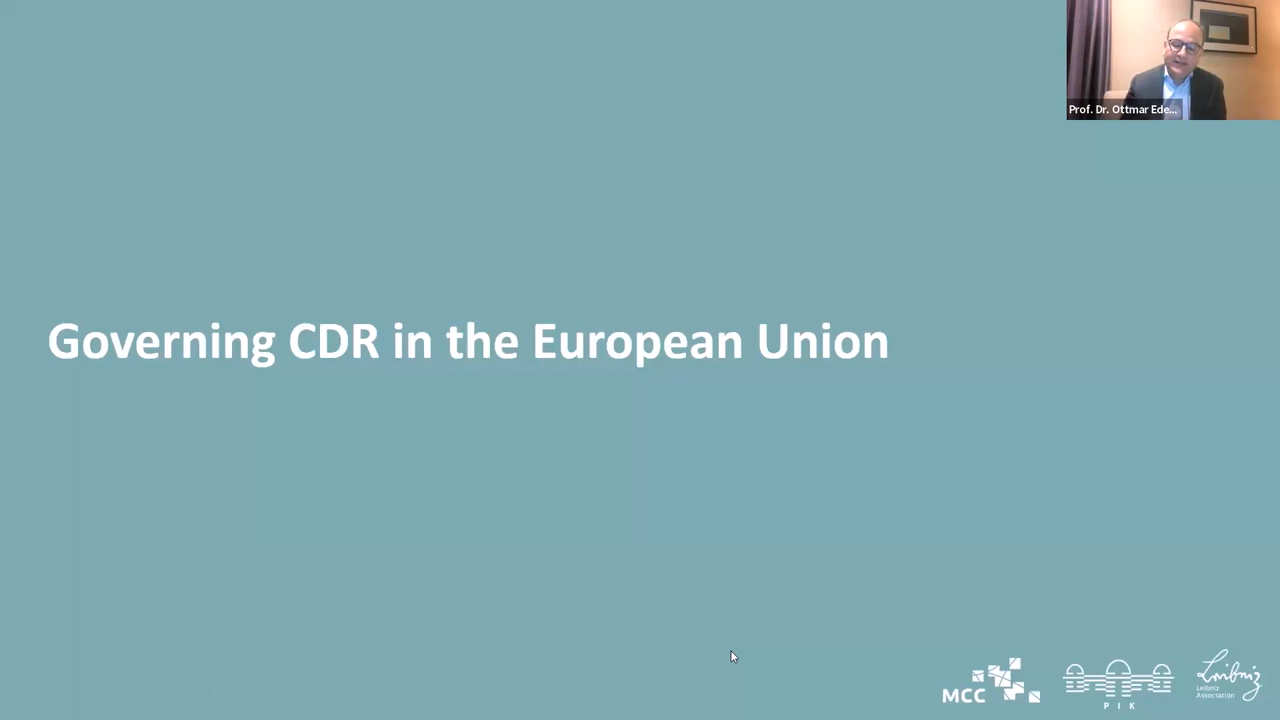 Prof. Dr. Ottmar Ede...
Governing CDR in the European Union
MCC
PIK
Leibniz
Leibniz
Association